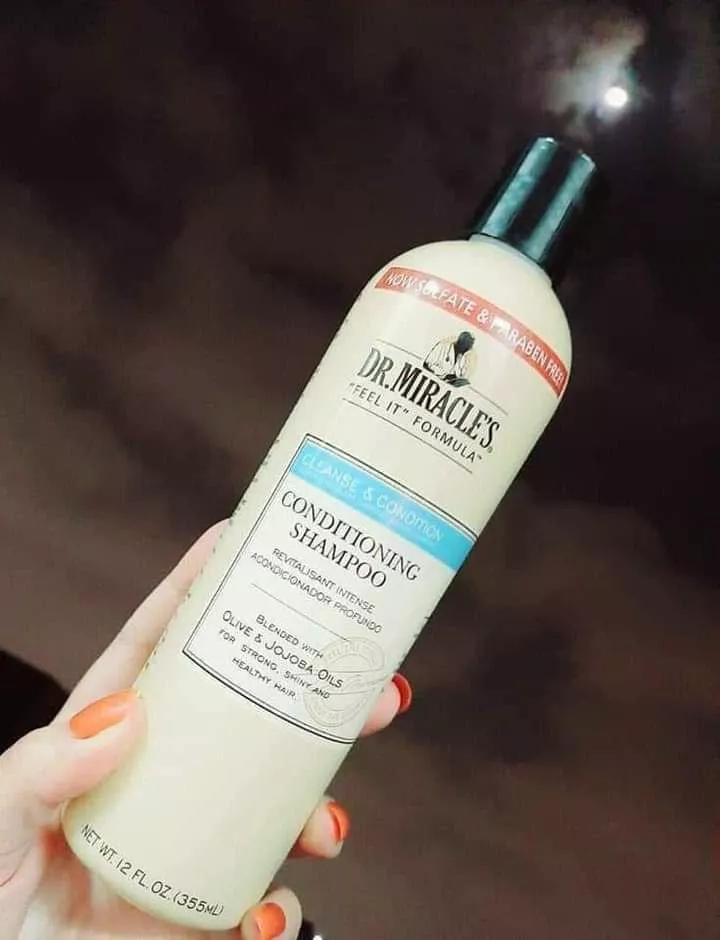 NOW SULFATE & PARABEN FREE!
DR. MIRACLE'S®
"FEEL IT" FORMULA™
CLEANSE & CONDITION
CONDITIONING
SHAMPOO
REVITALISANT INTENSE
ACONDICIONADOR PROFUNDO
BLENDED WITH
OLIVE & JOJOBA OILS
FOR STRONG, SHINY AND
HEALTHY HAIR.
NET WT. 12 FL. OZ. (355mL)